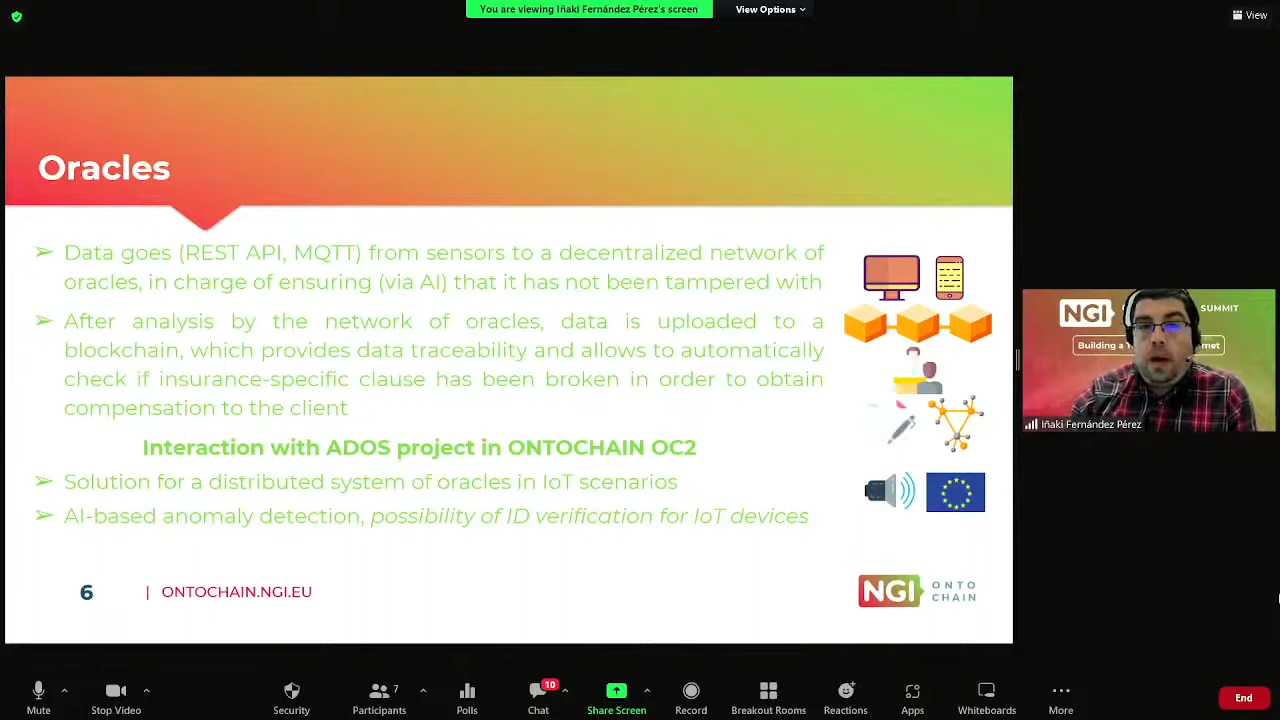 You are viewing Iñaki Fernández Pérez's screen
View Options
View
Oracles
➢ Data goes (REST API, MQTT) from sensors to a decentralized network of
oracles, in charge of ensuring (via AI) that it has not been tampered with
➢ After analysis by the network of oracles, data is uploaded to a
blockchain, which provides data traceability and allows to automatically
check if insurance-specific clause has been broken in order to obtain
compensation to the client
Interaction with ADOS project in ONTOCHAIN OC2
➢ Solution for a distributed system of oracles in IoT scenarios
➢ AI-based anomaly detection, possibility of ID verification for IoT devices
6
| ONTOCHAIN.NGI.EU
NGI
ONTO
CHAIN
NGI
SUMMIT
Building a
Iñaki Fernández Pérez
Mute
Stop Video
Security
7
Participants
Polls
10
Chat
Share Screen
Record
Breakout Rooms
Reactions
Apps
Whiteboards
More
End